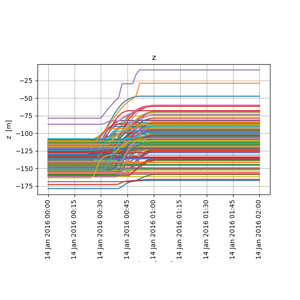 z
z [m]
−25
−50
−75
−100
−125
−150
−175
14 Jan 2016 00:00
14 Jan 2016 00:15
14 Jan 2016 00:30
14 Jan 2016 00:45
14 Jan 2016 01:00
14 Jan 2016 01:15
14 Jan 2016 01:30
14 Jan 2016 01:45
14 Jan 2016 02:00